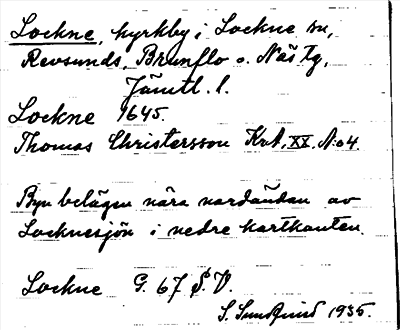 Lockne, kyrkby i Lockne sn,
Revsunds, Brunflo o. Näs tg,
Jämtl. l.
Lockne 1645.
Thomas Christersson Krt, XX. N:o 4.
Byn belägen nära nordändan av
Locknesjön i nedre kartkanten.
Lockne G. 67 S. V.
S. Sundquist 1935.